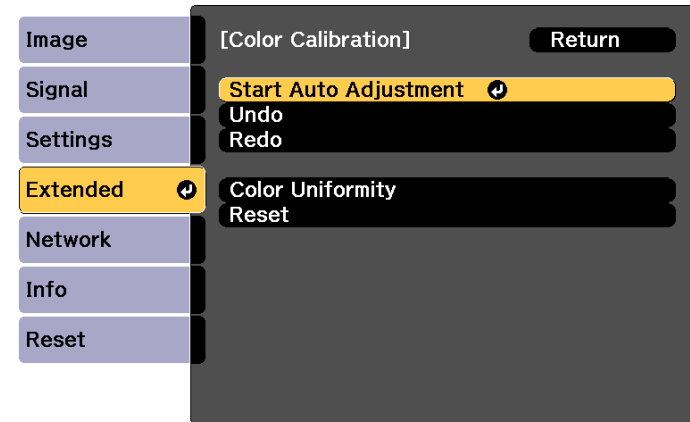 Image
Signal
Settings
Extended
Network
Info
Reset
[Color Calibration]
Return
Start Auto Adjustment
Undo
Redo
Color Uniformity
Reset